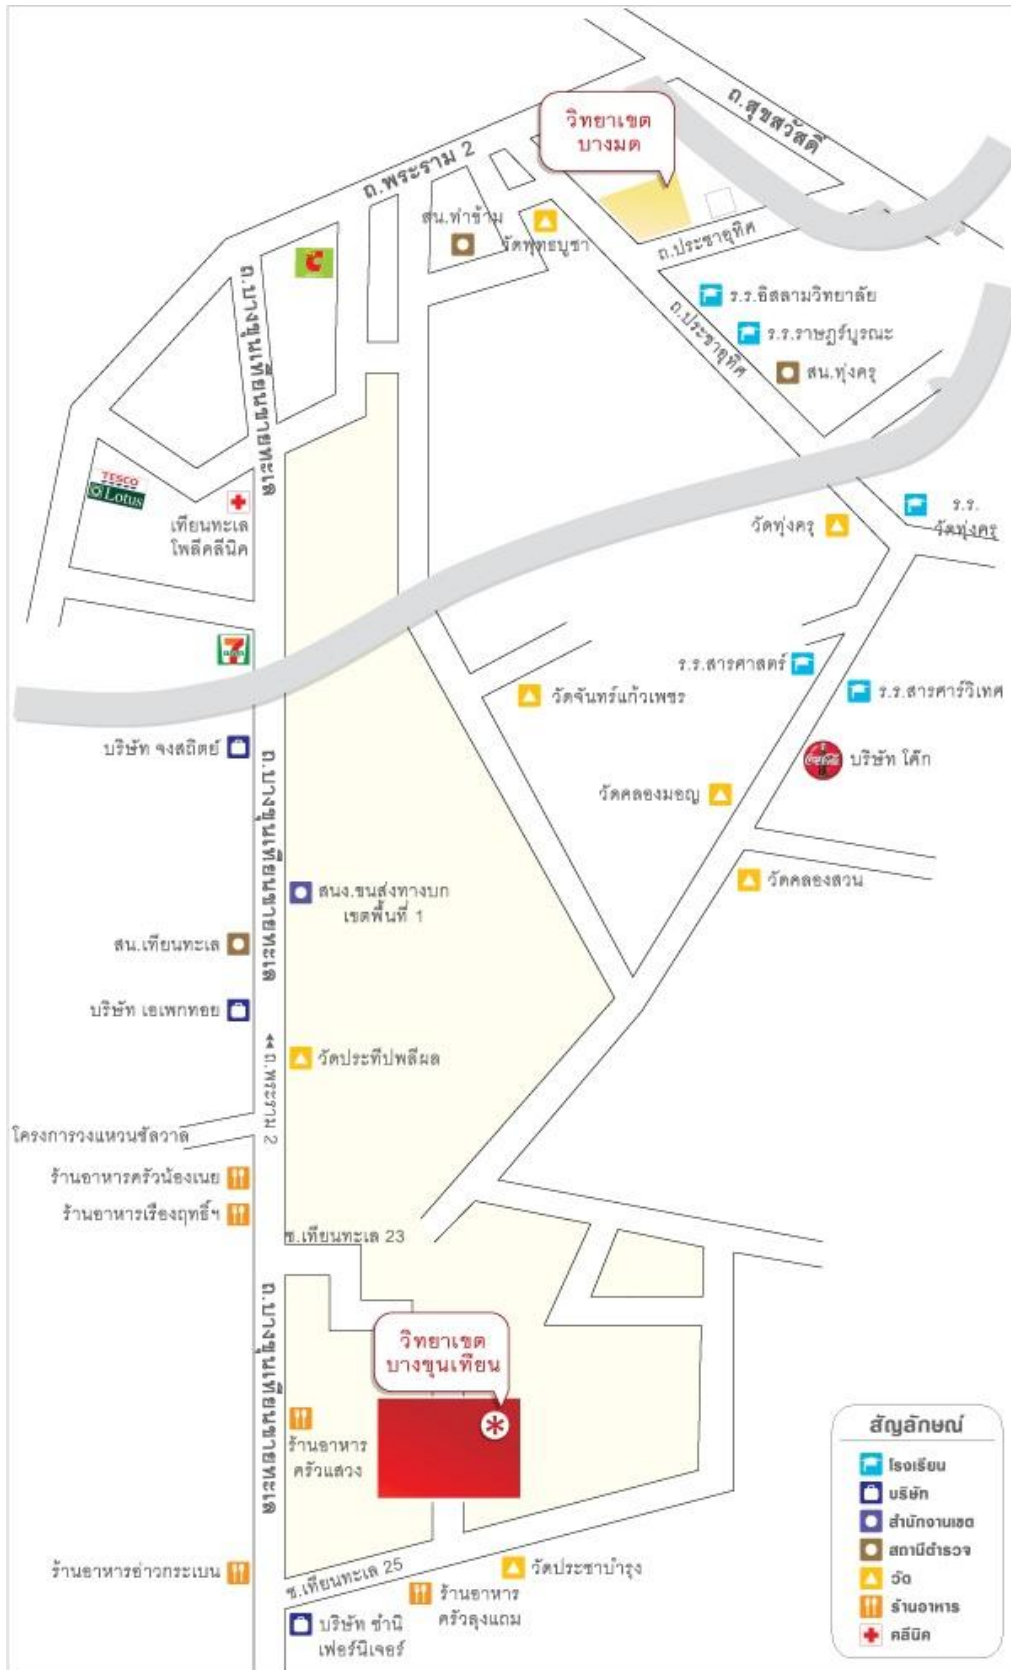 ถ.สุขสวัสดิ์
วิทยาเขต
บางมด
ถ.พระราม 2
สน.ท่าข้าม
วัดพุทธบูชา
ถ.ประชาอุทิศ
ถ.บางขุนเทียนชายทะเล
ร.ร.อิสลามวิทยาลัย
ถ.ประชาอุทิศ
ร.ร.ราษฎร์บูรณะ
สน.ทุ่งครุ
TESCO
Lotus
เทียนทะเล
โพลีคลีนิค
วัดทุ่งครุ
ร.ร.
วัดทุ่งครุ
7
ร.ร.สารศาสตร์
วัดจันทร์แก้วเพชร
ร.ร.สารศาร์วิเทศ
บริษัท จงสถิตย์
Coca-Cola
บริษัท โค๊ก
ถ.บางขุนเทียนชายทะเล
วัดคลองมอญ
สนง.ขนส่งทางบก
เขตพื้นที่ 1
วัดคลองสวน
สน.เทียนทะเล
บริษัท เอเพกทอย
ถ.พระราม 2
วัดประทีปพลีผล
โครงการวงแหวนชัลวาล
ร้านอาหารครัวน้องเนย
ร้านอาหารเรืองฤทธิ์ฯ
ซ.เทียนทะเล 23
ถ.บางขุนเทียนชายทะเล
วิทยาเขต
บางขุนเทียน
ร้านอาหาร
ครัวแสวง
ร้านอาหารอ่าวกระเบน
ซ.เทียนทะเล 25
วัดประชาบำรุง
ร้านอาหาร
ครัวลุงแถม
บริษัท ชำนิ
เฟอร์นิเจอร์
สัญลักษณ์
โรงเรียน
บริษัท
สำนักงานเขต
สถานีตำรวจ
วัด
ร้านอาหาร
คลีนิค